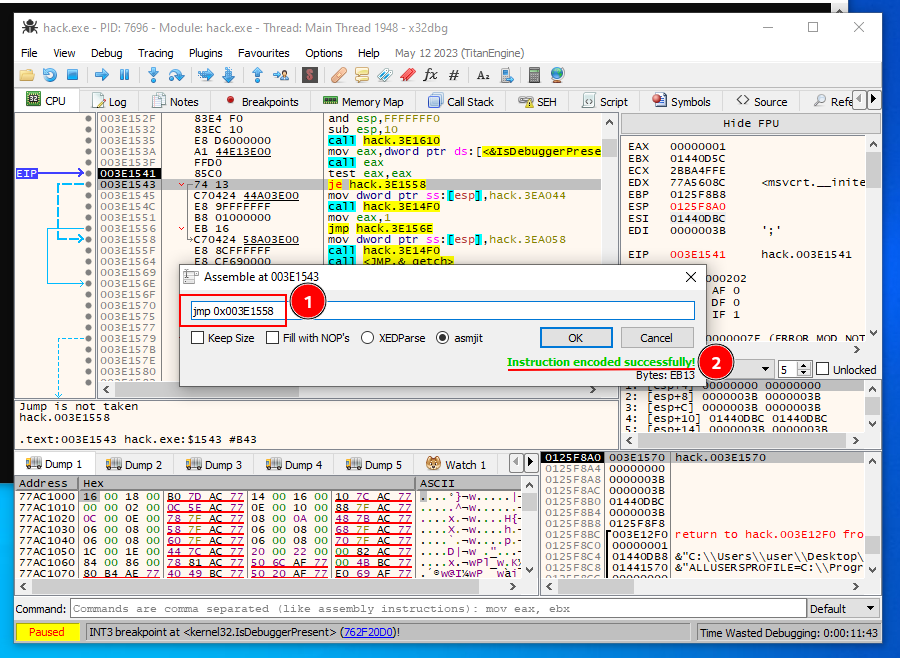 hack.exe - PID: 7696 - Module: hack.exe - Thread: Main Thread 1948 - x32dbg
File View Debug Tracing Plugins Favourites Options Help May 12 2023 (TitanEngine)
CPU Log Notes Breakpoints Memory Map Call Stack SEH Script Symbols Source Refe
Hide FPU
003E152F 83E4 F0 and esp,FFFFFFF0
003E1532 83EC 10 sub esp,10
003E1535 E8 D6000000 call hack.3E1610
003E153A A1 44E13E00 mov eax,dword ptr ds:[<&IsDebuggerPrese
003E153F FFD0 call eax
EIP 003E1541 85C0 test eax,eax
003E1543 74 13 je hack.3E1558
003E1545 C70424 44A03E00 mov dword ptr ss:[esp],hack.3EA044
003E154C E8 9FFFFFFF call hack.3E14F0
003E1551 B8 01000000 mov eax,1
003E1556 EB 16 jmp hack.3E156E
003E1558 C70424 58A03E00 mov dword ptr ss:[esp],hack.3EA058
003E155F E8 8CFFFFFF call hack.3E14F0
003E1564 E8 CF690000 call <JMP.&_getch>
003E1569
003E156E
003E156F
003E1570
003E1571
003E1577
003E1579
EAX 00000001
EBX 01440D5C
ECX 2BBA4FFE
EDX 77A5608C <msvcrt.__inite
EBP 0125F8B8
ESP 0125F8A0
ESI 01440DBC
EDI 0000003B ';'
EIP 003E1541 hack.003E1541
AF 0
DF 0
IF 1
Assemble at 003E1543
jmp 0x003E1558
1
Keep Size Fill with NOP's XEDParse asmjit OK Cancel
Instruction encoded successfully!
2
Bytes: EB13
5 Unlocked
1: [esp+4] 00000000 00000000
2: [esp+8] 0000003B 0000003B
3: [esp+C] 0000003B 0000003B
4: [esp+10] 01440DBC 01440DBC
5: [esp+14] 0000003B 0000003B
Jump is not taken
hack.003E1558
.text:003E1543 hack.exe:$1543 #B43
Dump 1 Dump 2 Dump 3 Dump 4 Dump 5 Watch 1
Address Hex ASCII
77AC1000 16 00 18 00 B0 7D AC 77 14 00 16 00 10 7C AC 77
77AC1010 00 00 02 00 0C 5E AC 77 0E 00 10 00 88 7F AC 77
77AC1020 0C 00 0E 00 78 7F AC 77 08 00 0A 00 48 7B AC 77
77AC1030 06 00 08 00 58 7F AC 77 06 00 08 00 68 7F AC 77
77AC1040 06 00 08 00 60 7F AC 77 06 00 08 00 70 7F AC 77
77AC1050 1C 00 1E 00 44 7C AC 77 20 00 22 00 00 82 AC 77
77AC1060 84 00 86 00 78 81 AC 77 50 6C AF 77 00 4B BC 77
77AC1070 80 B4 AE 77 40 49 BC 77 50 20 AF 77 E0 69 AF 77
0125F8A0 003E1570 hack.003E1570
0125F8A4 00000000
0125F8A8 0000003B
0125F8AC 0000003B
0125F8B0 01440DBC
0125F8B4 0000003B
0125F8B8 0125F8F8
0125F8BC 003E12F0 return to hack.003E12F0 fro
0125F8C0 00000001
0125F8C4 01440DB8 &"C:\\Users\\user\\Desktop\
0125F8C8 01441570 &"ALLUSERSPROFILE=C:\\Progr
Command: Commands are comma separated (like assembly instructions): mov eax, ebx Default
Paused INT3 breakpoint at <kernel32.IsDebuggerPresent> (762F20D0)! Time Wasted Debugging: 0:00:11:43